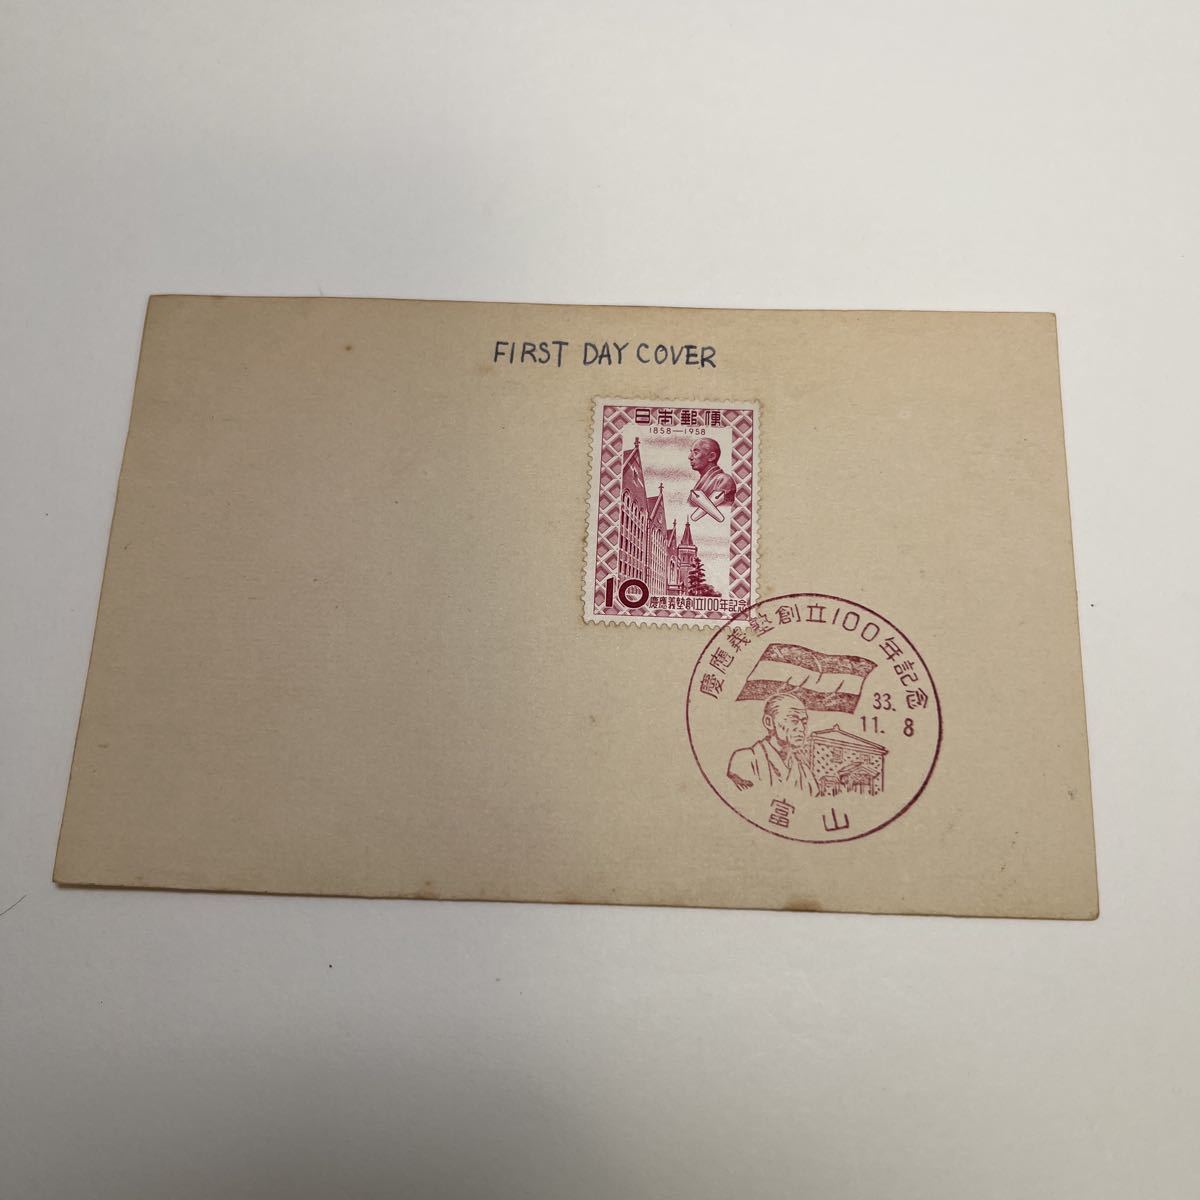 FIRST DAY COVER
日本郵便
1858—1958
10
慶應義塾創立100年記念
慶應義塾創立100年記念
33.
11. 8
富山